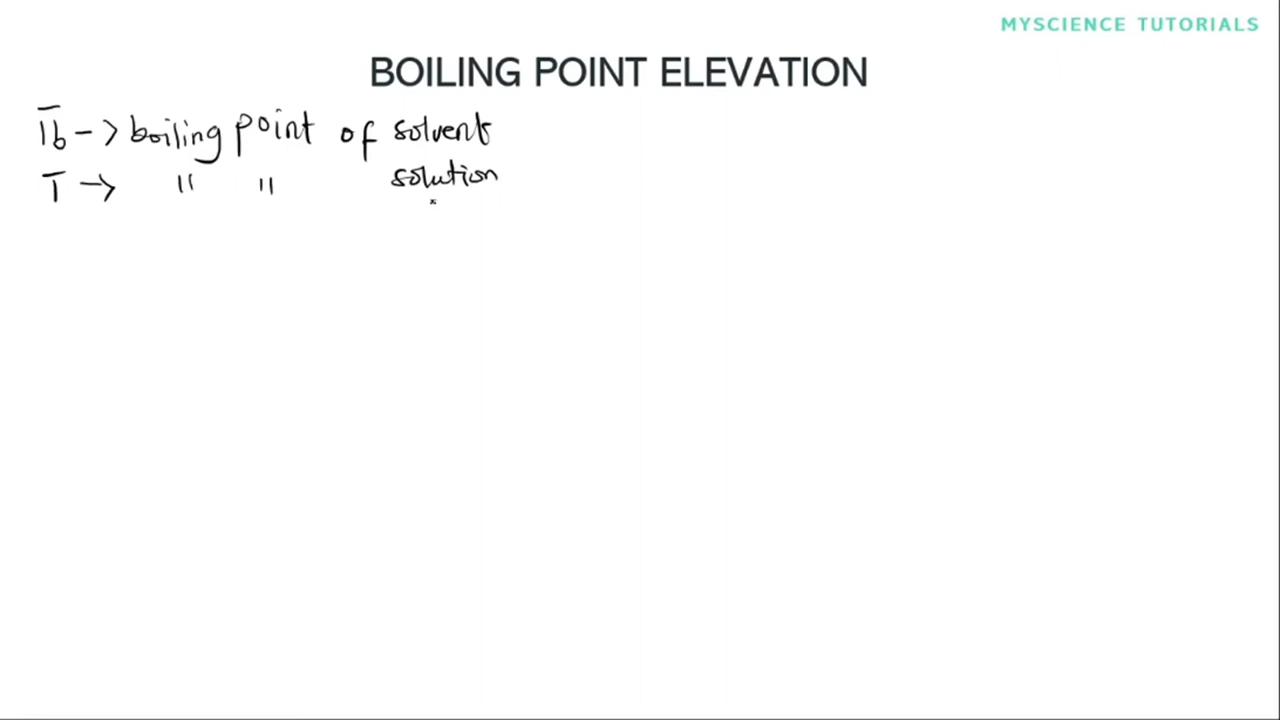 MYSCIENCE TUTORIALS
BOILING POINT ELEVATION
Tb -> boiling point of solvent
T -> " " solution